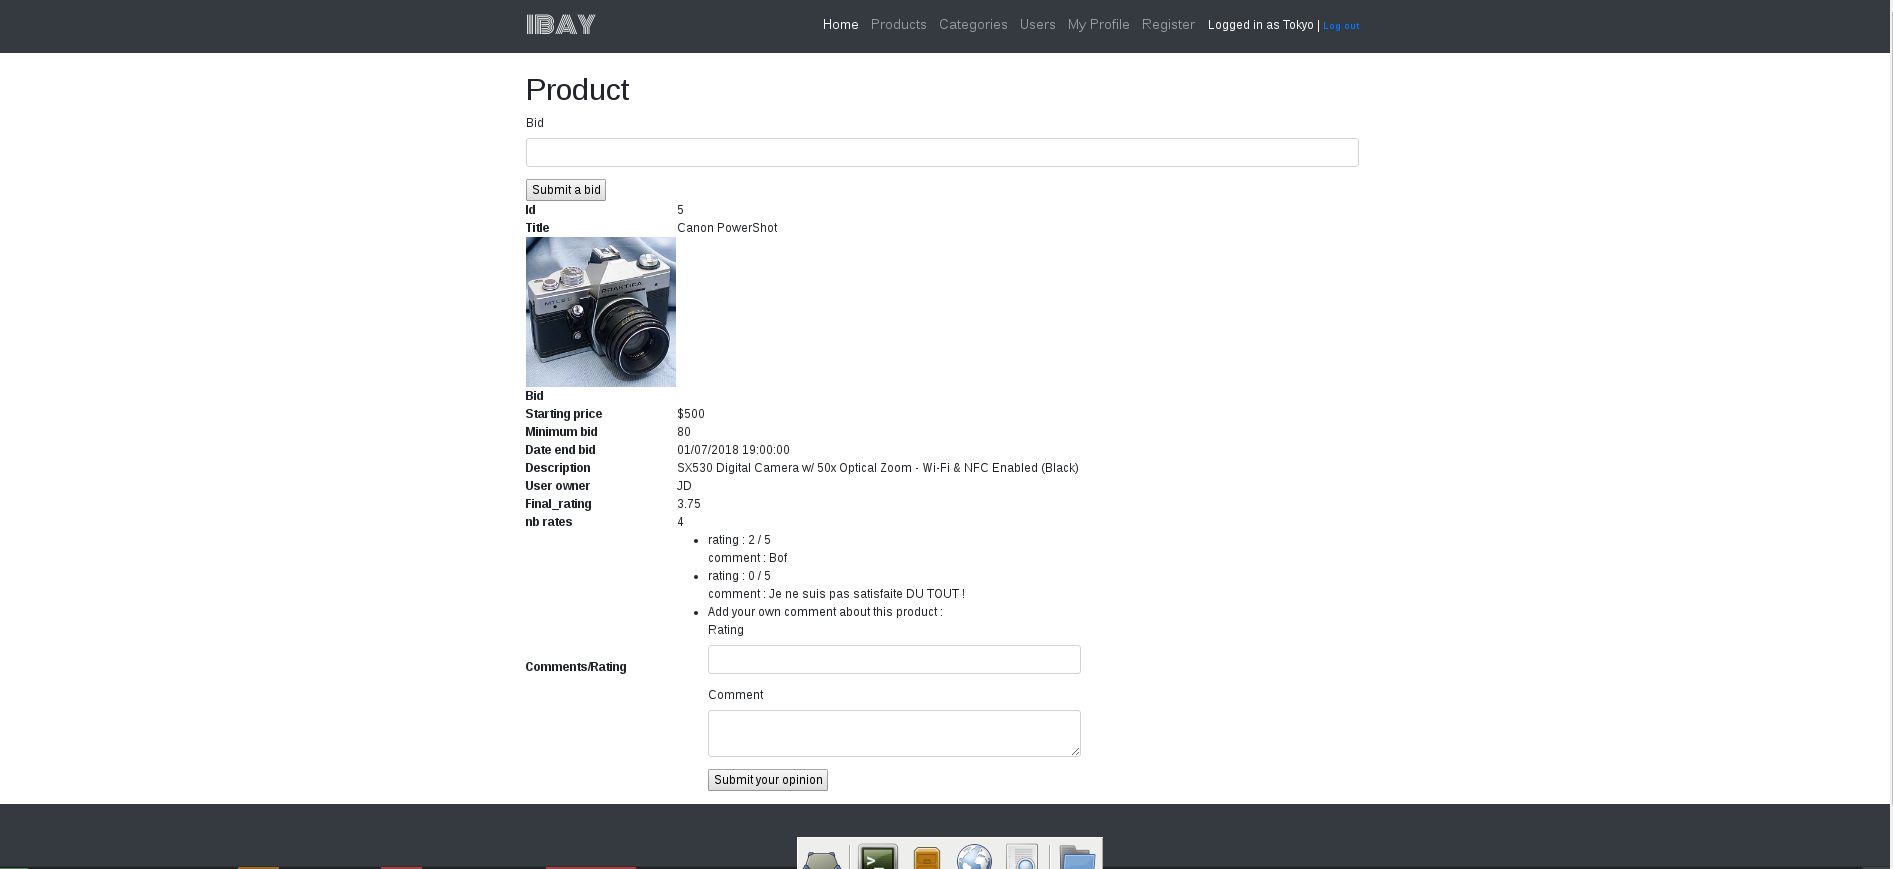 IBAY
Home Products Categories Users My Profile Register Logged in as Tokyo | Log out
Product
Bid
Submit a bid
Id 5
Title Canon PowerShot
MTL 50 PRAKTICA
Bid
Starting price $500
Minimum bid 80
Date end bid 01/07/2018 19:00:00
Description SX530 Digital Camera w/ 50x Optical Zoom - Wi-Fi & NFC Enabled (Black)
User owner JD
Final_rating 3.75
nb rates 4
rating : 2 / 5
comment : Bof
rating : 0 / 5
comment : Je ne suis pas satisfaite DU TOUT !
Add your own comment about this product :
Rating
Comments/Rating
Comment
Submit your opinion